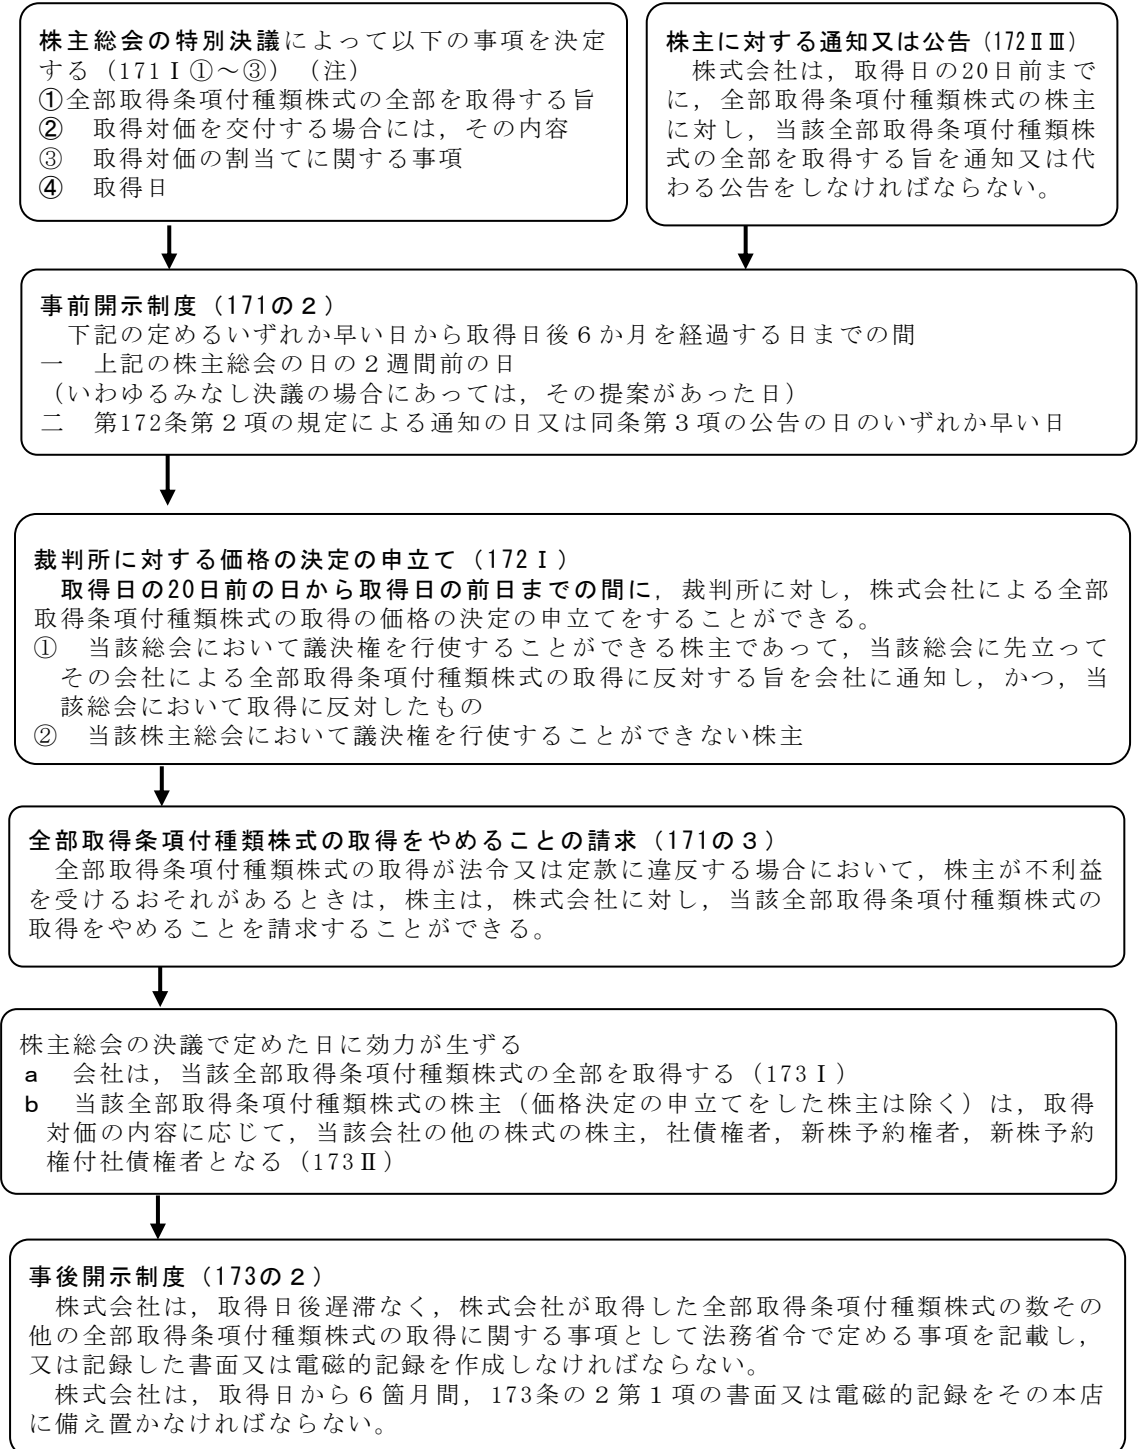 株主総会の特別決議によって以下の事項を決定
する（171Ⅰ①～③）（注）
①全部取得条項付種類株式の全部を取得する旨
②　取得対価を交付する場合には，その内容
③　取得対価の割当てに関する事項
④　取得日
株主に対する通知又は公告（172ⅡⅢ）
　株式会社は，取得日の20日前まで
に，全部取得条項付種類株式の株主
に対し，当該全部取得条項付種類株
式の全部を取得する旨を通知又は代
わる公告をしなければならない。
事前開示制度（171の２）
　下記の定めるいずれか早い日から取得日後６か月を経過する日までの間
一　上記の株主総会の日の２週間前の日
（いわゆるみなし決議の場合にあっては，その提案があった日）
二　第172条第２項の規定による通知の日又は同条第３項の公告の日のいずれか早い日
裁判所に対する価格の決定の申立て（172Ⅰ）
　取得日の20日前の日から取得日の前日までの間に，裁判所に対し，株式会社による全部
取得条項付種類株式の取得の価格の決定の申立てをすることができる。
①　当該総会において議決権を行使することができる株主であって，当該総会に先立って
その会社による全部取得条項付種類株式の取得に反対する旨を会社に通知し，かつ，当
該総会において取得に反対したもの
②　当該株主総会において議決権を行使することができない株主
全部取得条項付種類株式の取得をやめることの請求（171の３）
　全部取得条項付種類株式の取得が法令又は定款に違反する場合において，株主が不利益
を受けるおそれがあるときは，株主は，株式会社に対し，当該全部取得条項付種類株式の
取得をやめることを請求することができる。
株主総会の決議で定めた日に効力が生ずる
ａ　会社は，当該全部取得条項付種類株式の全部を取得する（173Ⅰ）
ｂ　当該全部取得条項付種類株式の株主（価格決定の申立てをした株主は除く）は，取得
対価の内容に応じて，当該会社の他の株式の株主，社債権者，新株予約権者，新株予約
権付社債権者となる（173Ⅱ）
事後開示制度（173の２）
　株式会社は，取得日後遅滞なく，株式会社が取得した全部取得条項付種類株式の数その
他の全部取得条項付種類株式の取得に関する事項として法務省令で定める事項を記載し，
又は記録した書面又は電磁的記録を作成しなければならない。
　株式会社は，取得日から６箇月間，173条の２第１項の書面又は電磁的記録をその本店
に備え置かなければならない。